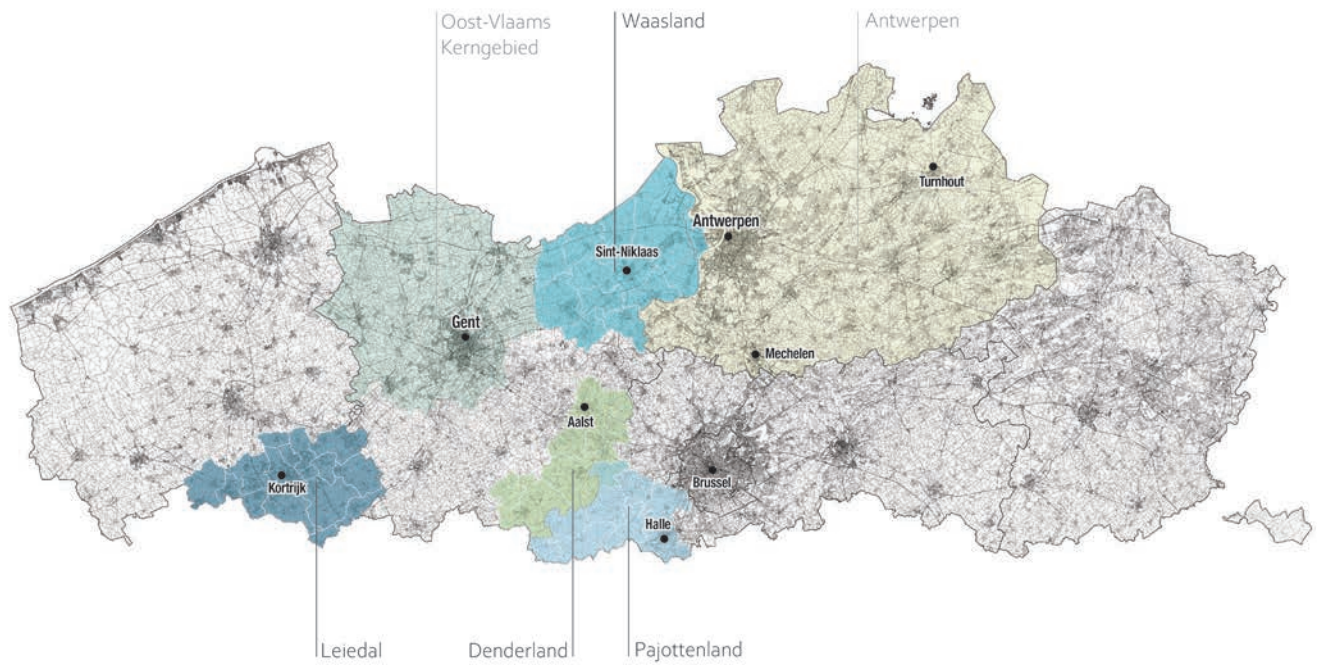 Oost-Vlaams
Kerngebied
Waasland
Antwerpen
Turnhout
Antwerpen
Sint-Niklaas
Gent
Mechelen
Aalst
Kortrijk
Brussel
Halle
Leiedal
Denderland
Pajottenland